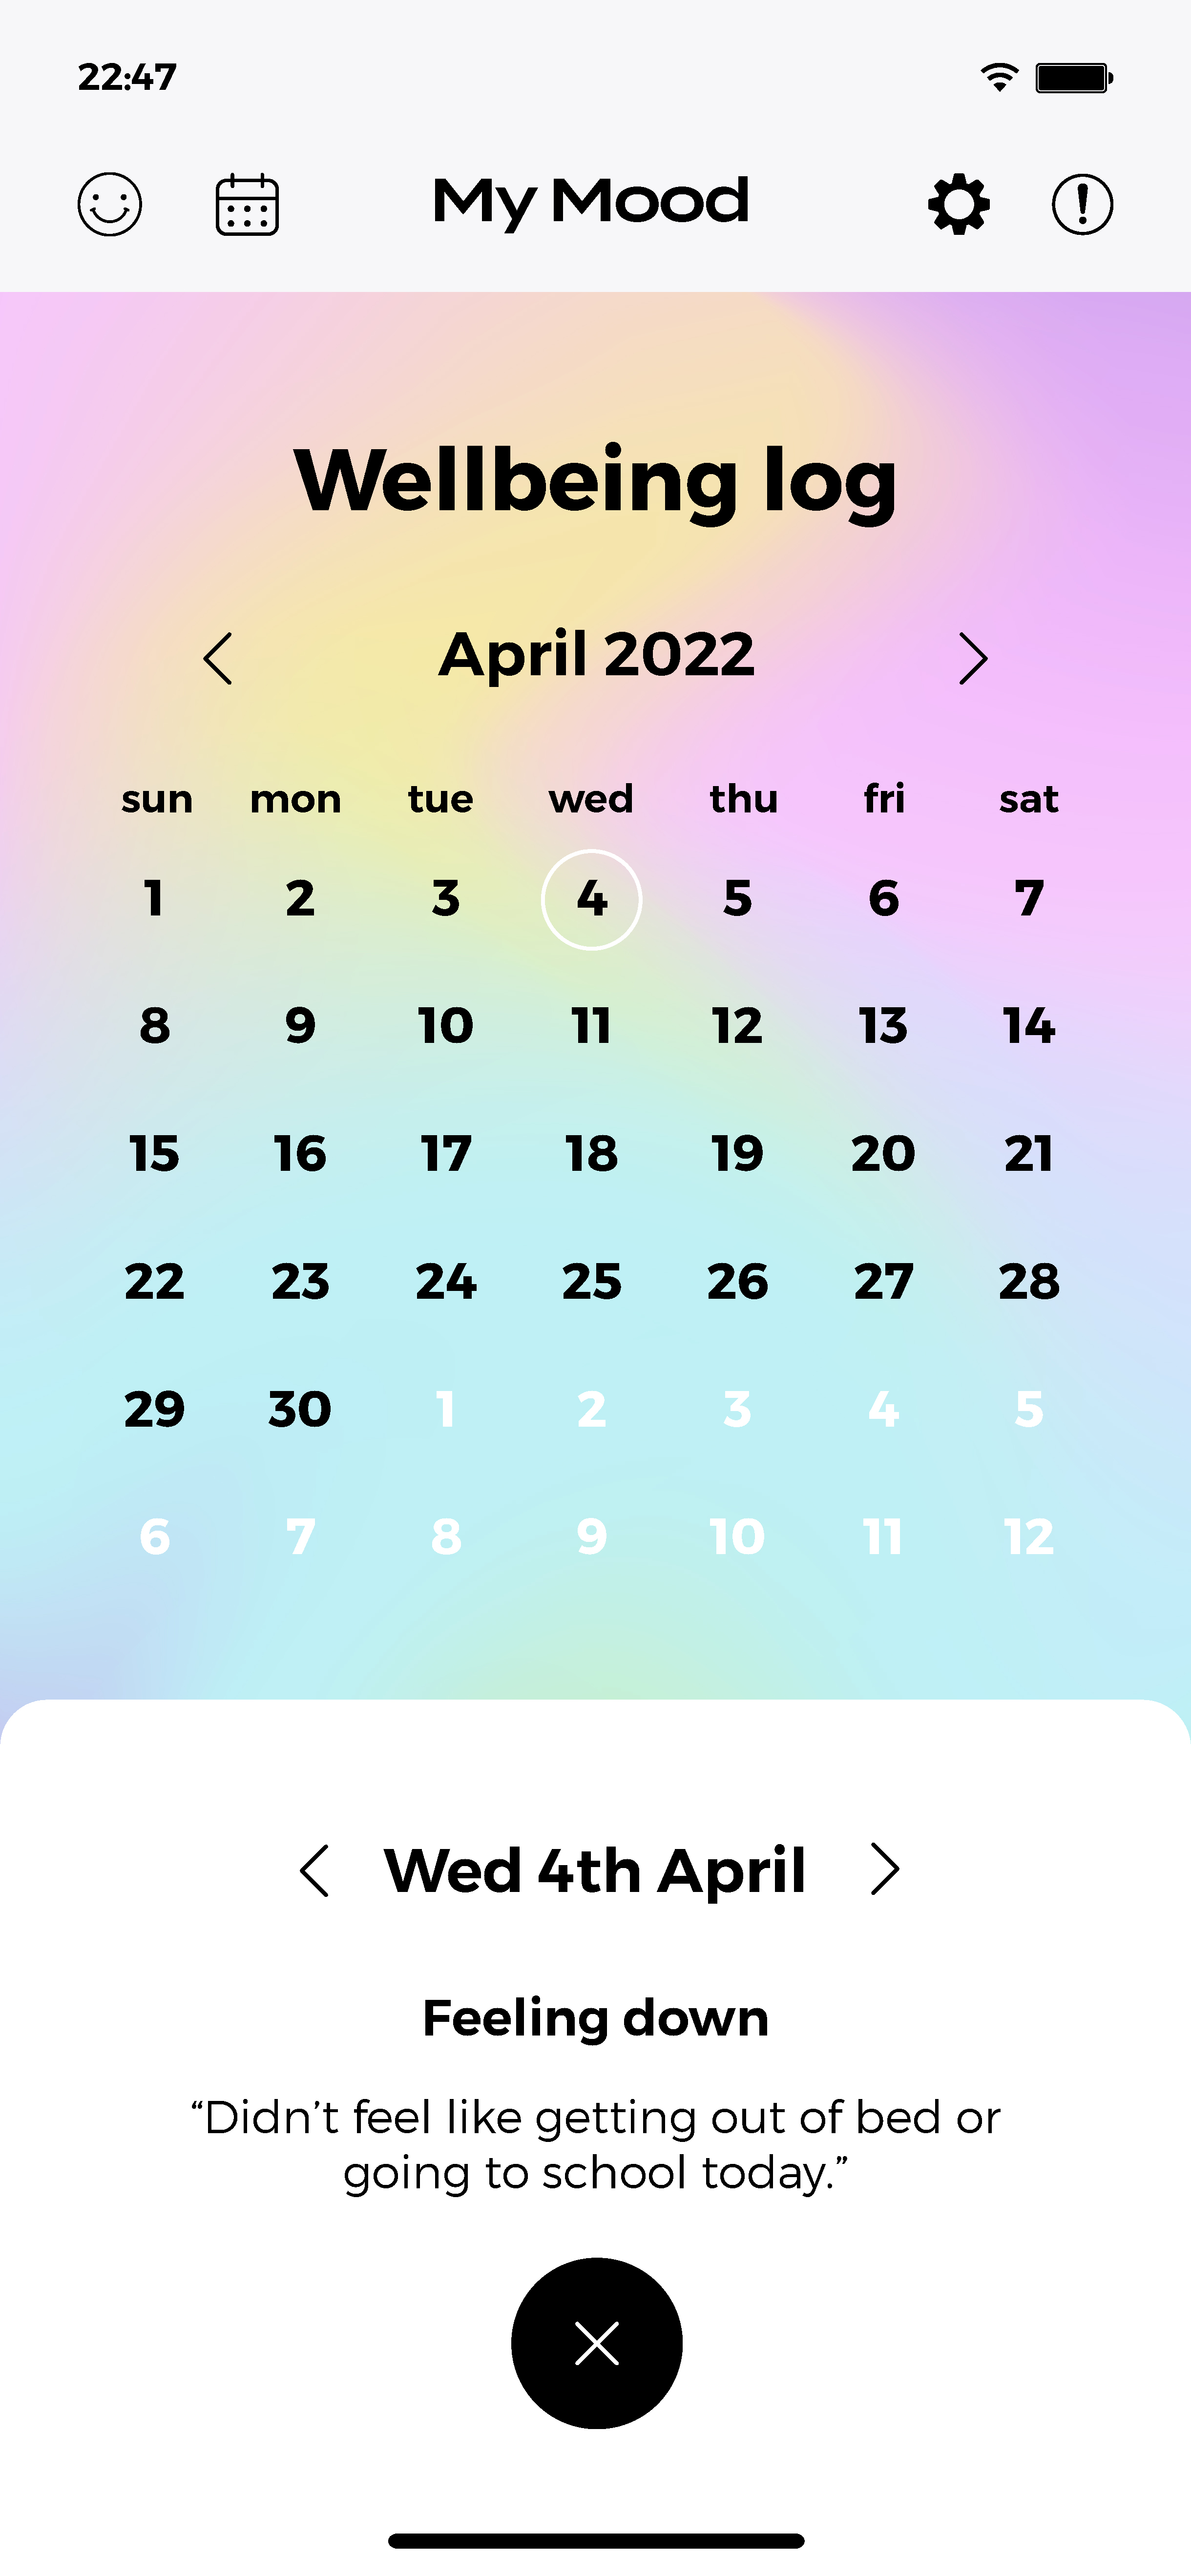 22:47
My Mood
Wellbeing log
April 2022
sun mon tue wed thu fri sat
1 2 3 4 5 6 7
8 9 10 11 12 13 14
15 16 17 18 19 20 21
22 23 24 25 26 27 28
29 30 1 2 3 4 5
6 7 8 9 10 11 12
Wed 4th April
Feeling down
“Didn’t feel like getting out of bed or
going to school today.”